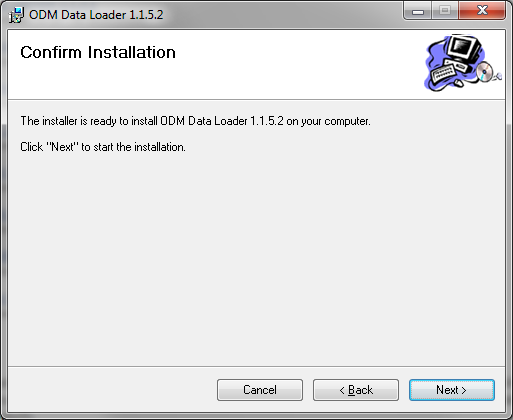 ODM Data Loader 1.1.5.2
Confirm Installation
The installer is ready to install ODM Data Loader 1.1.5.2 on your computer.
Click "Next" to start the installation.
Cancel
< Back
Next >